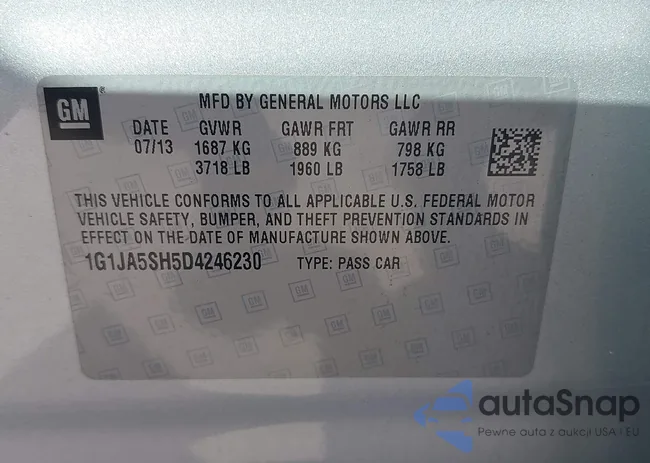 GM
MFD BY GENERAL MOTORS LLC
DATE GVWR GAWR FRT GAWR RR
07/13 1687 KG 889 KG 798 KG
3718 LB 1960 LB 1758 LB
THIS VEHICLE CONFORMS TO ALL APPLICABLE U.S. FEDERAL MOTOR
VEHICLE SAFETY, BUMPER, AND THEFT PREVENTION STANDARDS IN
EFFECT ON THE DATE OF MANUFACTURE SHOWN ABOVE.
1G1JA5SH5D4246230 TYPE: PASS CAR
autaSnap
Pewne auta z aukcji USA i EU